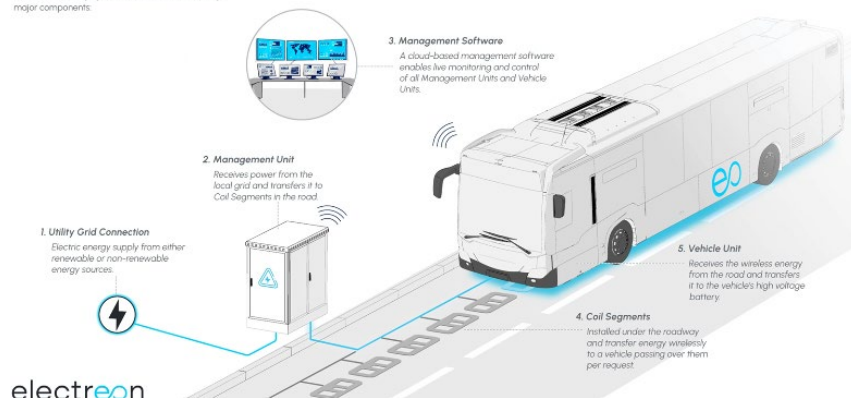 major components:
3. Management Software
A cloud-based management software
enables live monitoring and control
of all Management Units and Vehicle
Units.
2. Management Unit
Receives power from the
local grid and transfers it to
Coil Segments in the road.
1. Utility Grid Connection
Electric energy supply from either
renewable or non-renewable
energy sources.
5. Vehicle Unit
Receives the wireless energy
from the road and transfers
it to the vehicle's high voltage
battery.
4. Coil Segments
Installed under the roadway
and transfer energy wirelessly
to a vehicle passing over them
per request.
electreon